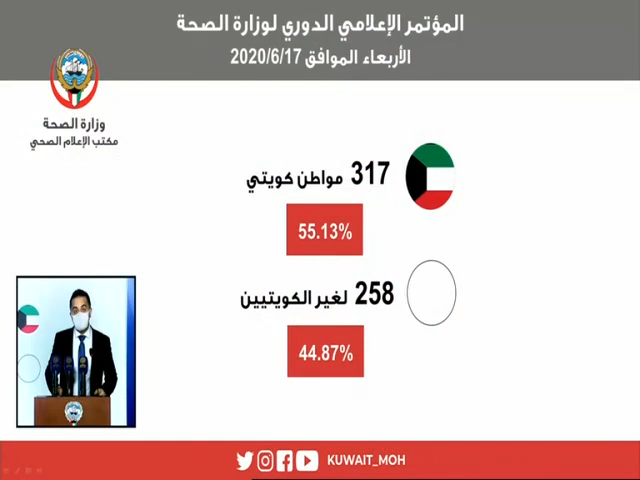 المؤتمر الإعلامي الدوري لوزارة الصحة
الأربعاء الموافق 2020/6/17
وزارة الصحة
مكتب الإعلام الصحي
317 مواطن كويتي
55.13%
258 لغير الكويتيين
44.87%
KUWAIT_MOH